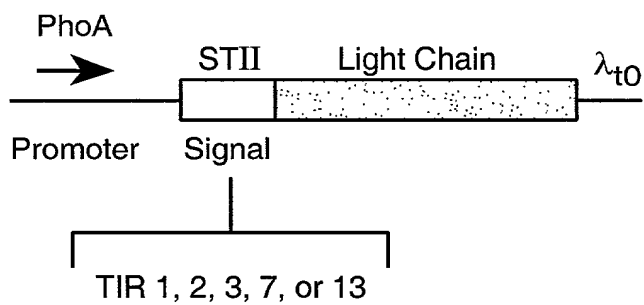 PhoA
STII Light Chain λt0
Promoter Signal
TIR 1, 2, 3, 7, or 13